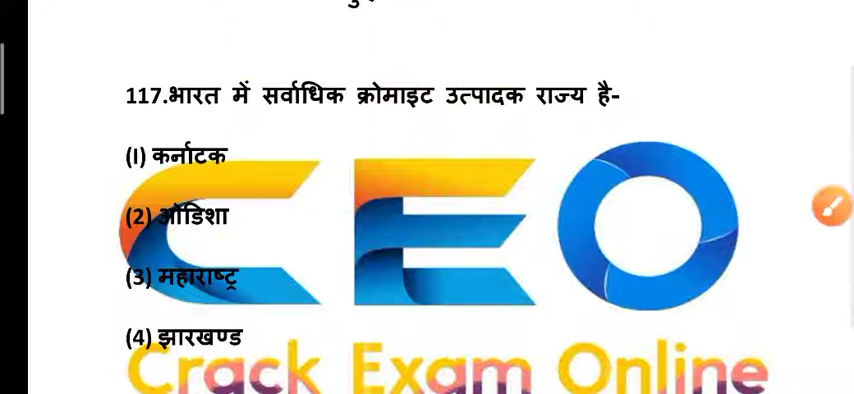 117.भारत में सर्वाधिक क्रोमाइट उत्पादक राज्य है-
(I) कर्नाटक
(2) ओडिशा
(3) महाराष्ट्र
(4) झारखण्ड
CEO
Crack Exam Online